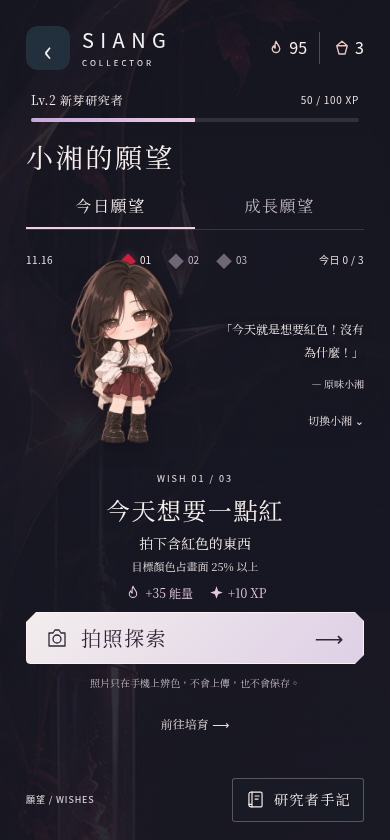 SIANG
COLLECTOR
95
3
Lv.2 新芽研究者
50 / 100 XP
小湘的願望
今日願望
成長願望
11.16
01
02
03
今日 0 / 3
「今天就是想要紅色！沒有
為什麼！」
— 原味小湘
切換小湘 ⌄
WISH 01 / 03
今天想要一點紅
拍下含紅色的東西
目標顏色占畫面 25% 以上
+35 能量
+10 XP
拍照探索 ⟶
照片只在手機上辨色，不會上傳，也不會保存。
前往培育 ⟶
願望 / WISHES
研究者手記